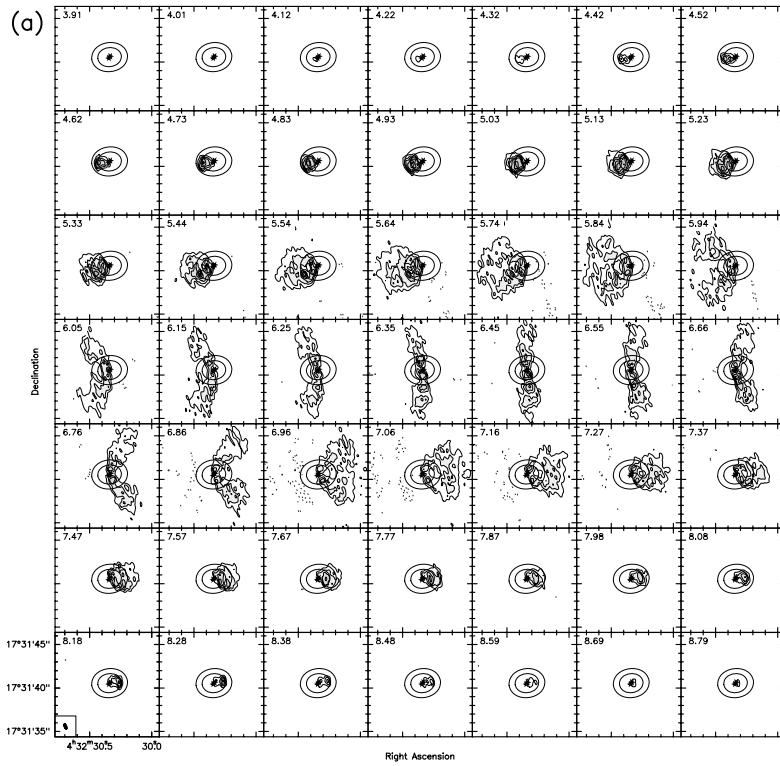 (a)
3.91 4.01 4.12 4.22 4.32 4.42 4.52
4.62 4.73 4.83 4.93 5.03 5.13 5.23
5.33 5.44 5.54 5.64 5.74 5.84 5.94
6.05 6.15 6.25 6.35 6.45 6.55 6.66
Declination
6.76 6.86 6.96 7.06 7.16 7.27 7.37
7.47 7.57 7.67 7.77 7.87 7.98 8.08
17°31'45"
8.18 8.28 8.38 8.48 8.59 8.69 8.79
17°31'40"
17°31'35"
4ʰ32ᵐ30.ˢ5 30.ˢ0
Right Ascension